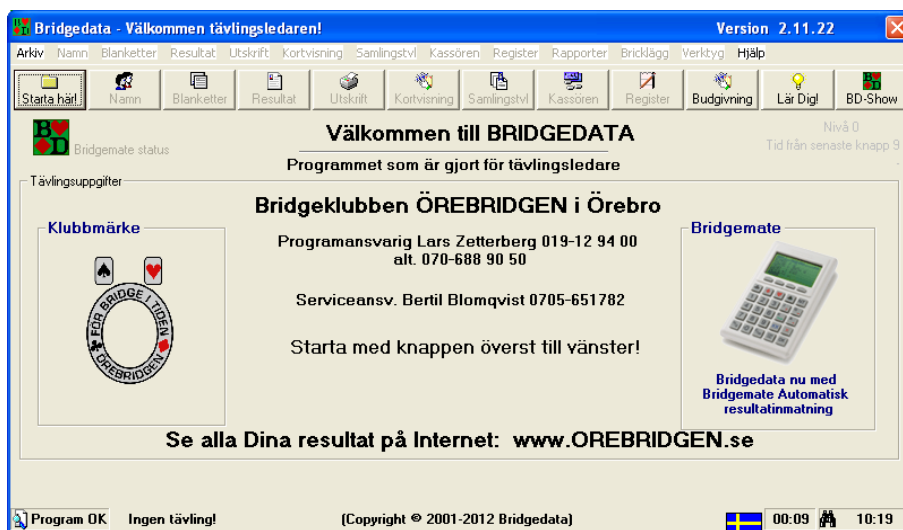 Bridgedata - Välkommen tävlingsledaren!
Version 2.11.22
Arkiv Namn Blanketter Resultat Utskrift Kortvisning Samlingstvl Kassören Register Rapporter Bricklägg Verktyg Hjälp
Starta här! Namn Blanketter Resultat Utskrift Kortvisning Samlingstvl Kassören Register Budgivning Lär Dig! BD-Show
B D
Bridgemate status
Välkommen till BRIDGEDATA
Nivå 0
Tid från senaste knapp 9
Programmet som är gjort för tävlingsledare
Tävlingsuppgifter
Bridgeklubben ÖREBRIDGEN i Örebro
Klubbmärke
Programansvarig Lars Zetterberg 019-12 94 00
alt. 070-688 90 50
Bridgemate
FÖR BRIDGE I TIDEN
ÖREBRIDGEN
Serviceansv. Bertil Blomqvist 0705-651782
Starta med knappen överst till vänster!
Bridgedata nu med
Bridgemate Automatisk
resultatinmatning
Se alla Dina resultat på Internet: www.OREBRIDGEN.se
Program OK Ingen tävling! (Copyright © 2001-2012 Bridgedata) 00:09 10:19